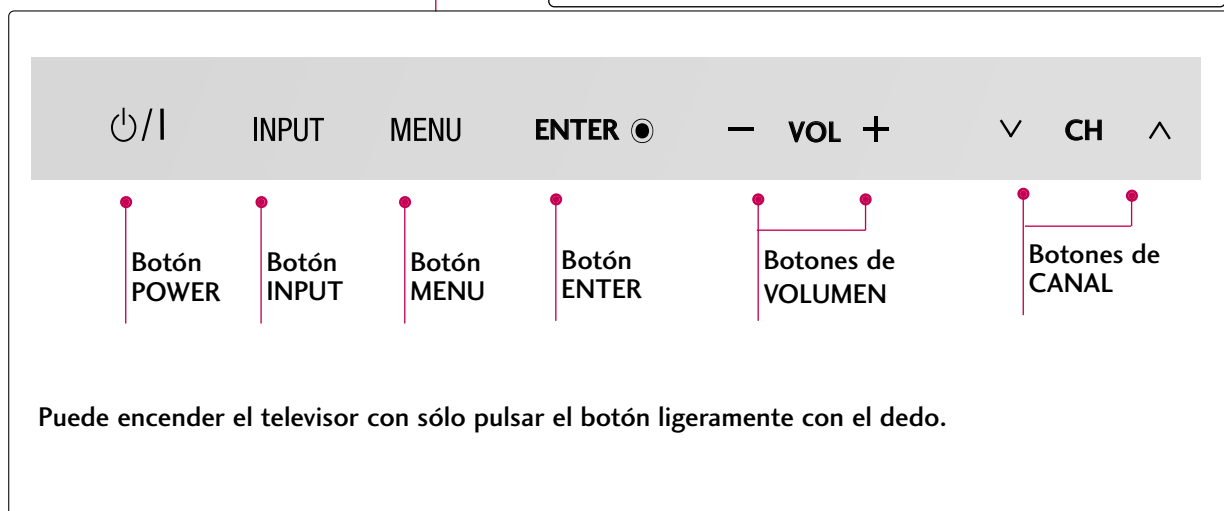 ⏻/I INPUT MENU ENTER ◉ − VOL + ∨ CH ∧
Botón
POWER
Botón
INPUT
Botón
MENU
Botón
ENTER
Botones de
VOLUMEN
Botones de
CANAL
Puede encender el televisor con sólo pulsar el botón ligeramente con el dedo.